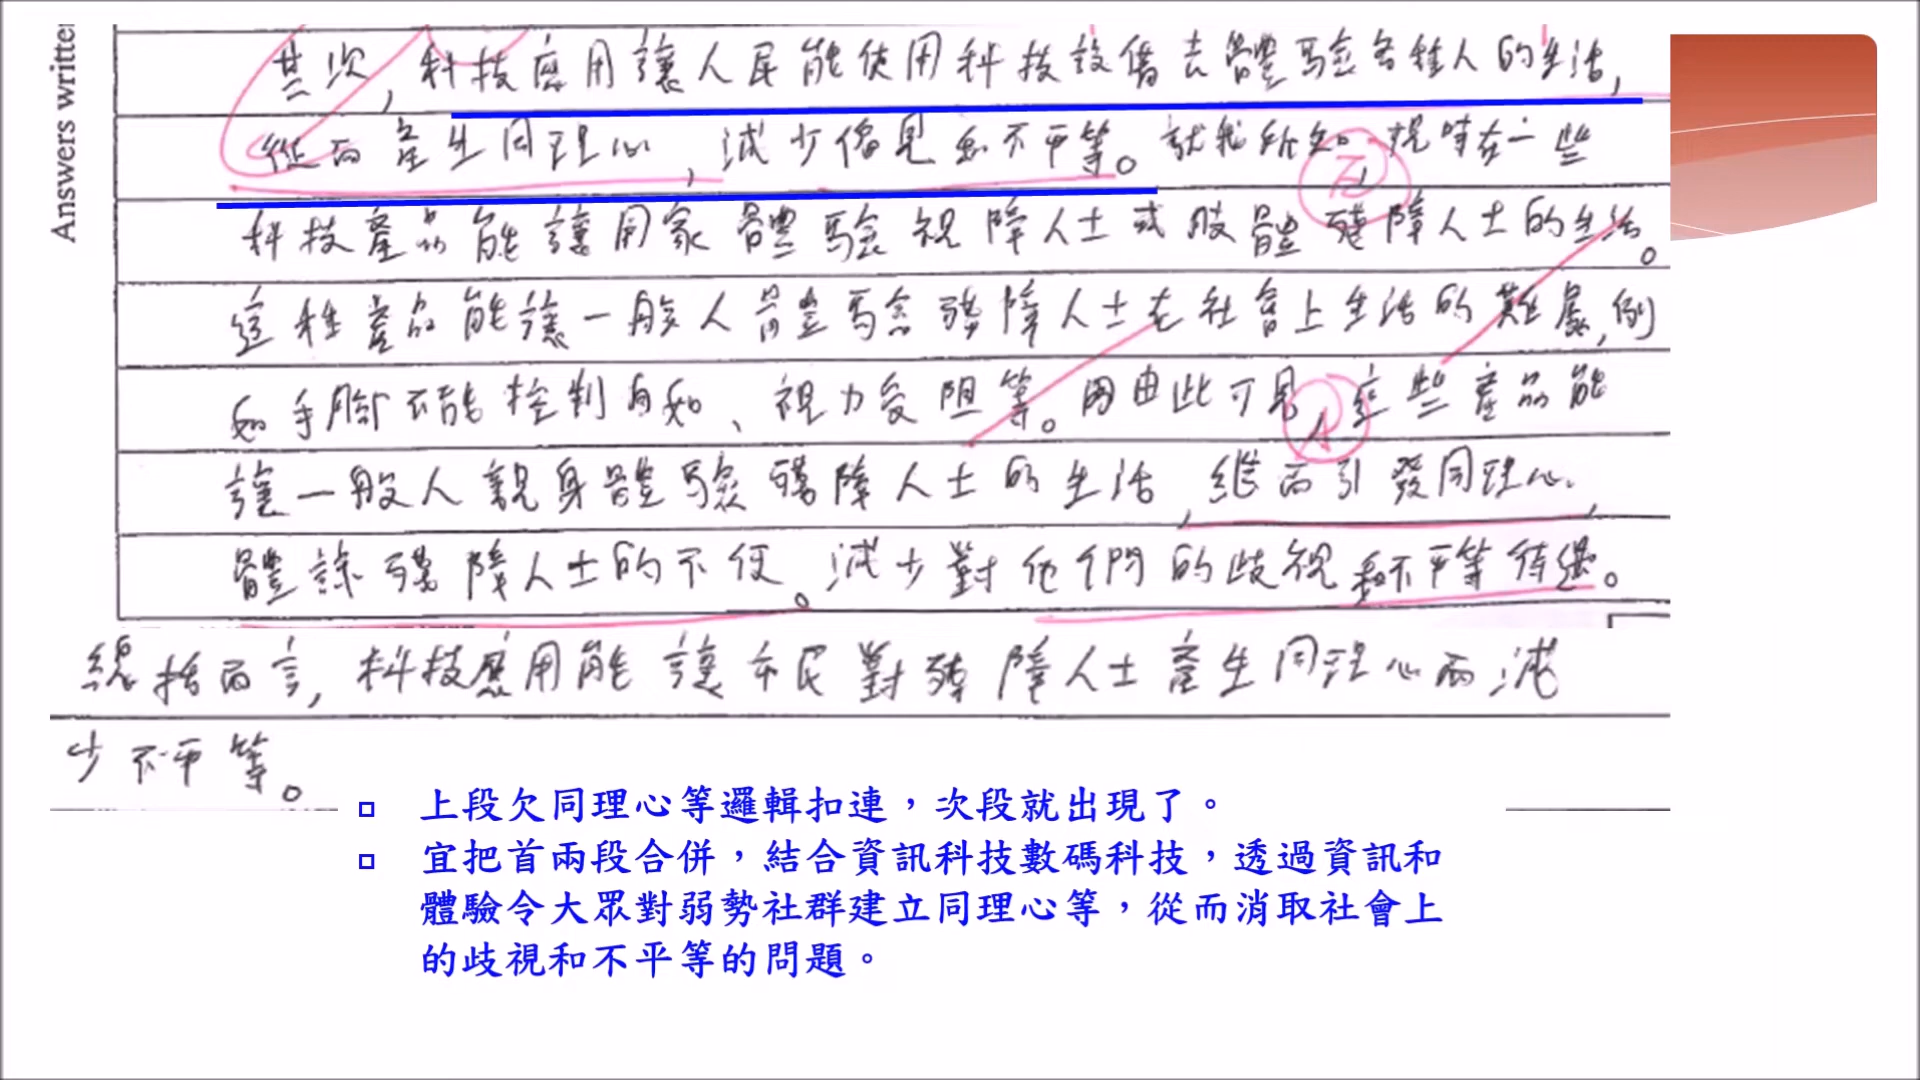 Answers written
其次,科技應用讓人民能使用科技設備去體驗各種人的生活,
從而產生同理心,減少偏見和不平等。就我所知,現時在一些
科技產品能讓用家體驗視障人士或肢體殘障人士的生活。
這種產品能讓一般人體驗殘障人士在社會上生活的難處,例
如手腳不能控制自如、視力受阻等。因由此可見,這些產品能
讓一般人親身體驗殘障人士的生活,繼而引發同理心,
體諒殘障人士的不便。減少對他們的歧視和不平等待遇。
總括而言,科技應用能讓市民對殘障人士產生同理心而減
少不平等。
上段欠同理心等邏輯扣連,次段就出現了。
宜把首兩段合併,結合資訊科技數碼科技,透過資訊和
體驗令大眾對弱勢社群建立同理心等,從而消取社會上
的歧視和不平等的問題。